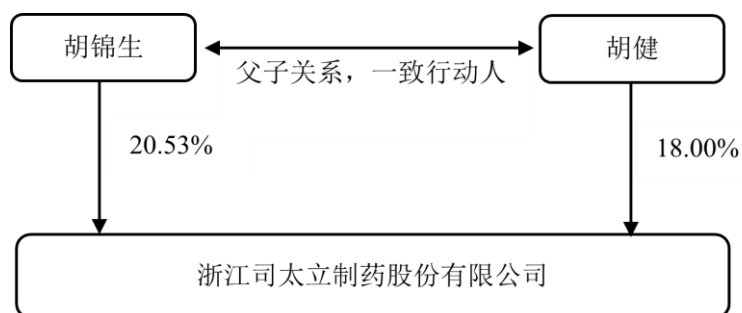 胡锦生
胡健
父子关系，一致行动人
20.53%
18.00%
浙江司太立制药股份有限公司